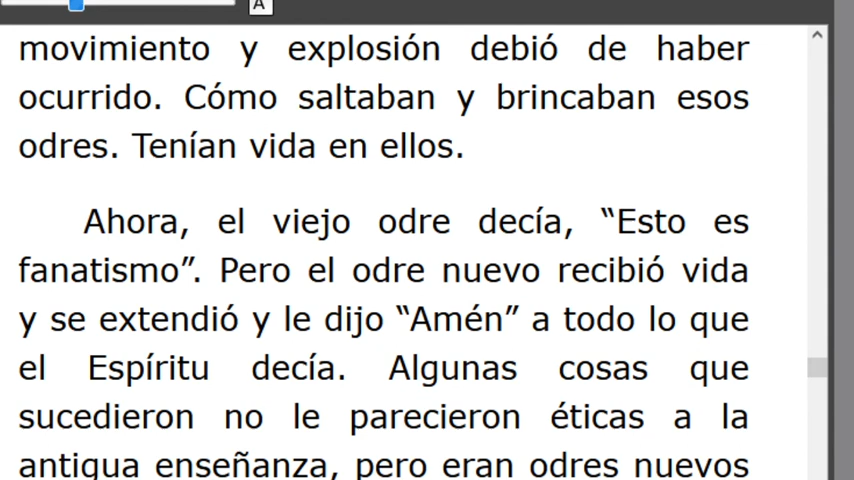 A
movimiento y explosión debió de haber
ocurrido. Cómo saltaban y brincaban esos
odres. Tenían vida en ellos.
Ahora, el viejo odre decía, “Esto es
fanatismo”. Pero el odre nuevo recibió vida
y se extendió y le dijo “Amén” a todo lo que
el Espíritu decía. Algunas cosas que
sucedieron no le parecieron éticas a la
antigua enseñanza, pero eran odres nuevos